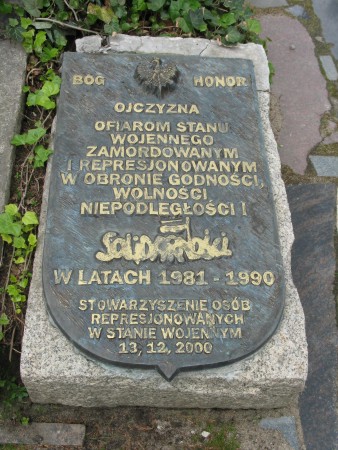 BÓG HONOR
OJCZYZNA
OFIAROM STANU
WOJENNEGO
ZAMORDOWANYM
I REPRESJONOWANYM
W OBRONIE GODNOŚCI,
WOLNOŚCI
NIEPODLEGŁOŚCI I
SOLIDARNOŚCI
W LATACH 1981 - 1990
STOWARZYSZENIE OSÓB
REPRESJONOWANYCH
W STANIE WOJENNYM
13, 12, 2000